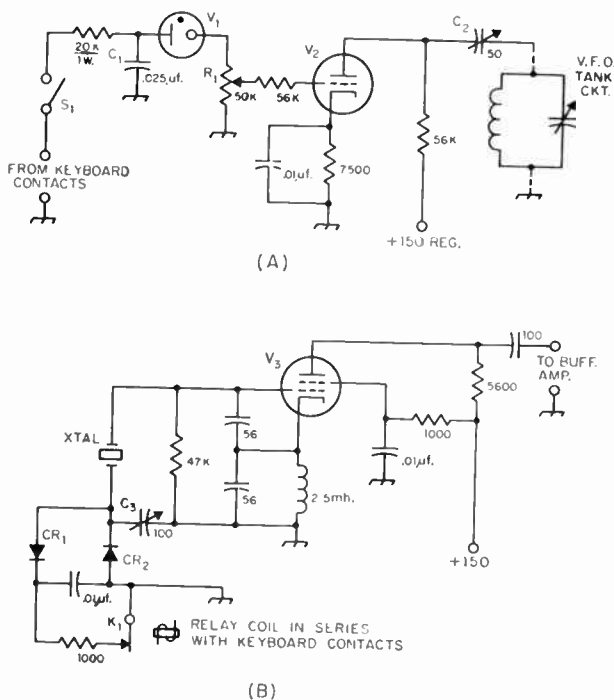 V1
C2
20K
1W.
C1
.025µf.
V2
50
R1
50K
56K
V.F.O.
TANK
CKT.
S1
56K
FROM KEYBOARD
CONTACTS
.01µf.
7500
+150 REG.
(A)
V3
100
TO BUFF.
AMP.
5600
XTAL
56
1000
47K
.01µf.
C3
56
2.5mh.
100
CR1
CR2
+150
.01µf.
K1
RELAY COIL IN SERIES
WITH KEYBOARD CONTACTS
1000
(B)